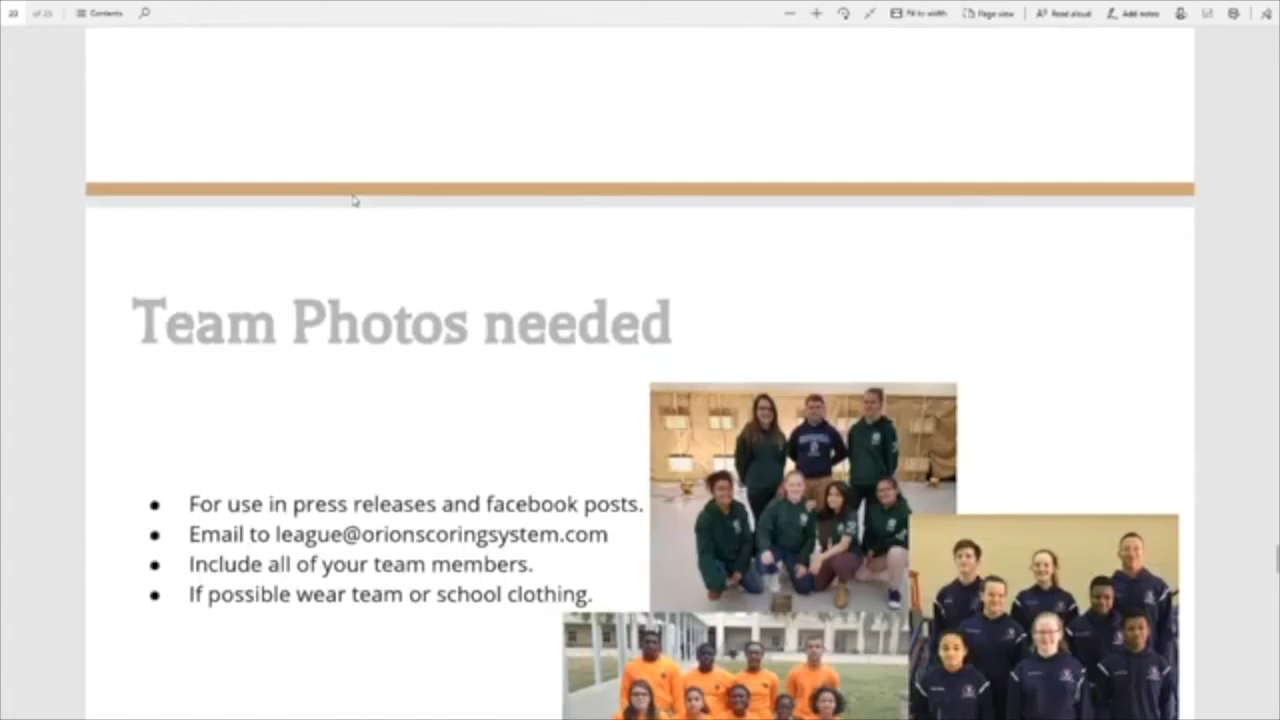 23 of 25 Contents Fit to width Page view Read aloud Add notes
Team Photos needed
● For use in press releases and facebook posts.
● Email to league@orionscoringsystem.com
● Include all of your team members.
● If possible wear team or school clothing.